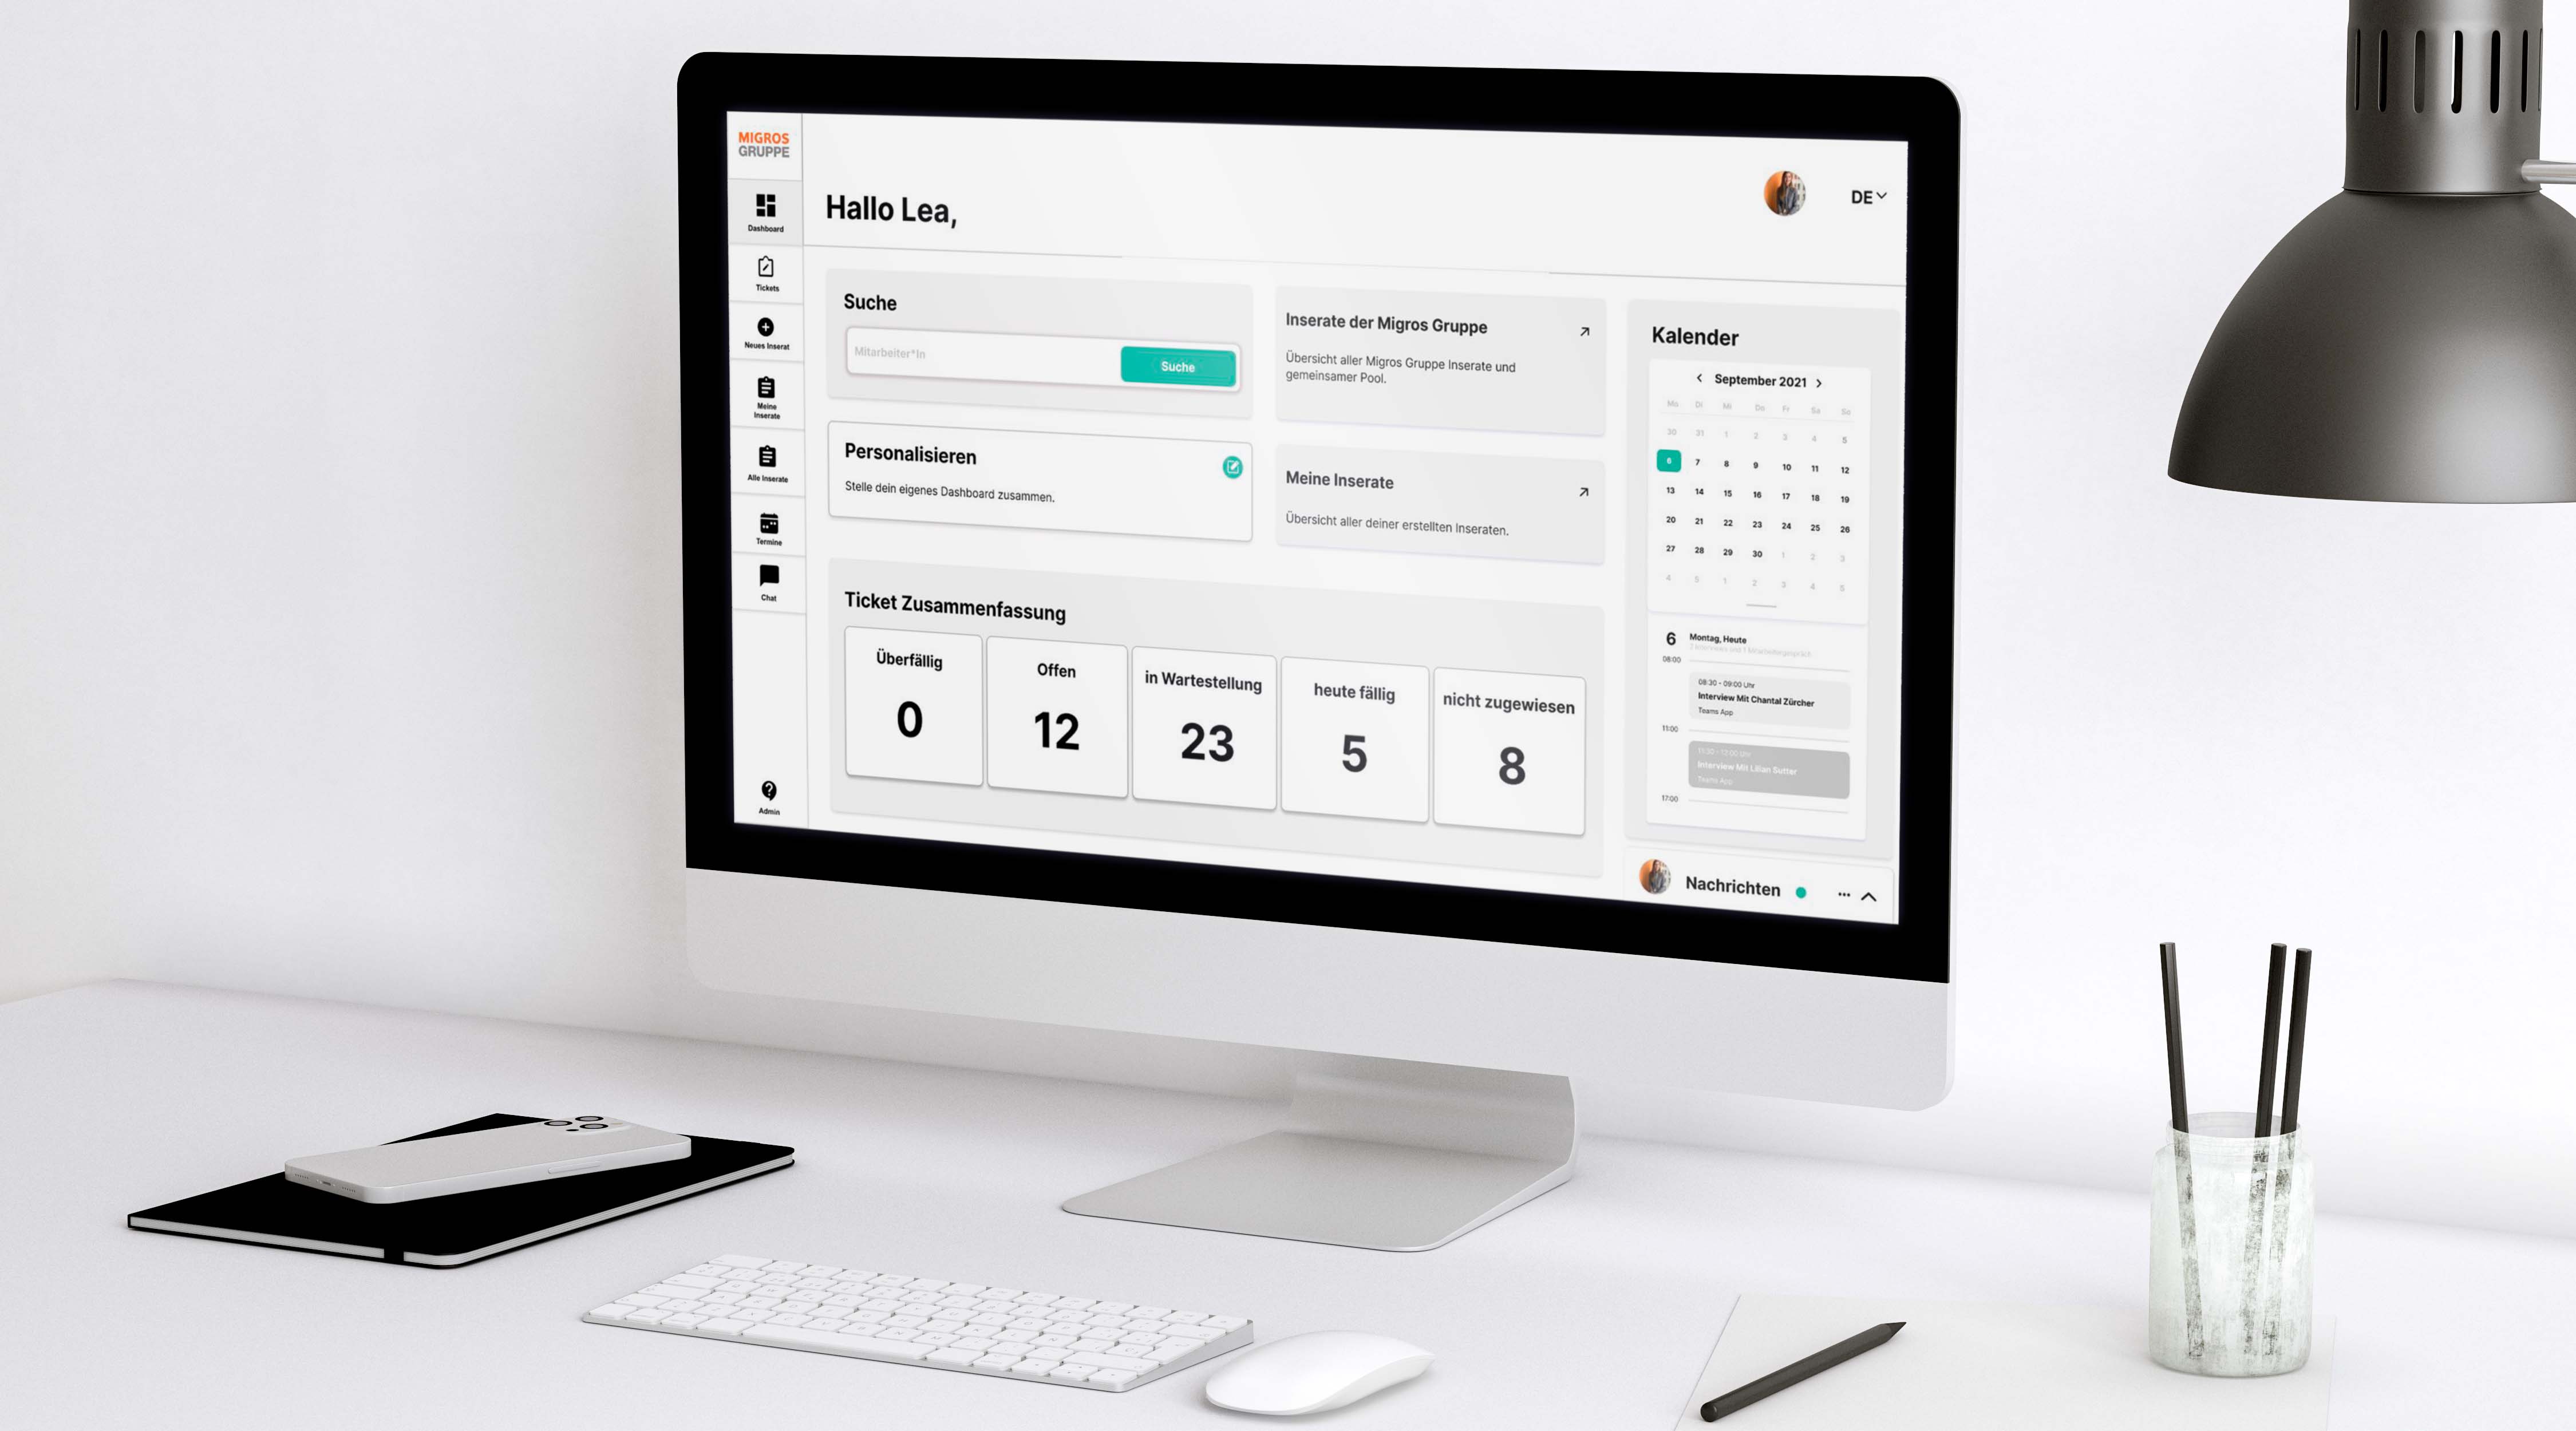 MIGROS
GRUPPE
Dashboard
Tickets
Neues Inserat
Meine
Inserate
Alle Inserate
Termine
Chat
Admin
Hallo Lea,
DE
Suche
Mitarbeiter*In
Suche
Personalisieren
Stelle dein eigenes Dashboard zusammen.
Inserate der Migros Gruppe
Übersicht aller Migros Gruppe Inserate und
gemeinsamer Pool.
Meine Inserate
Übersicht aller deiner erstellten Inseraten.
Ticket Zusammenfassung
Überfällig
0
Offen
12
in Wartestellung
23
heute fällig
5
nicht zugewiesen
8
Kalender
September 2021
Mo Di Mi Do Fr Sa So
30 31 1 2 3 4 5
6 7 8 9 10 11 12
13 14 15 16 17 18 19
20 21 22 23 24 25 26
27 28 29 30 1 2 3
4 5 1 2 3 4 5
6 Montag, Heute
2 Interviews und 1 Mitarbeitergespräch
08:00
08:30 - 09:00 Uhr
Interview Mit Chantal Zürcher
Teams App
11:00
11:30 - 12:00 Uhr
Interview Mit Lilian Sutter
Teams App
17:00
Nachrichten